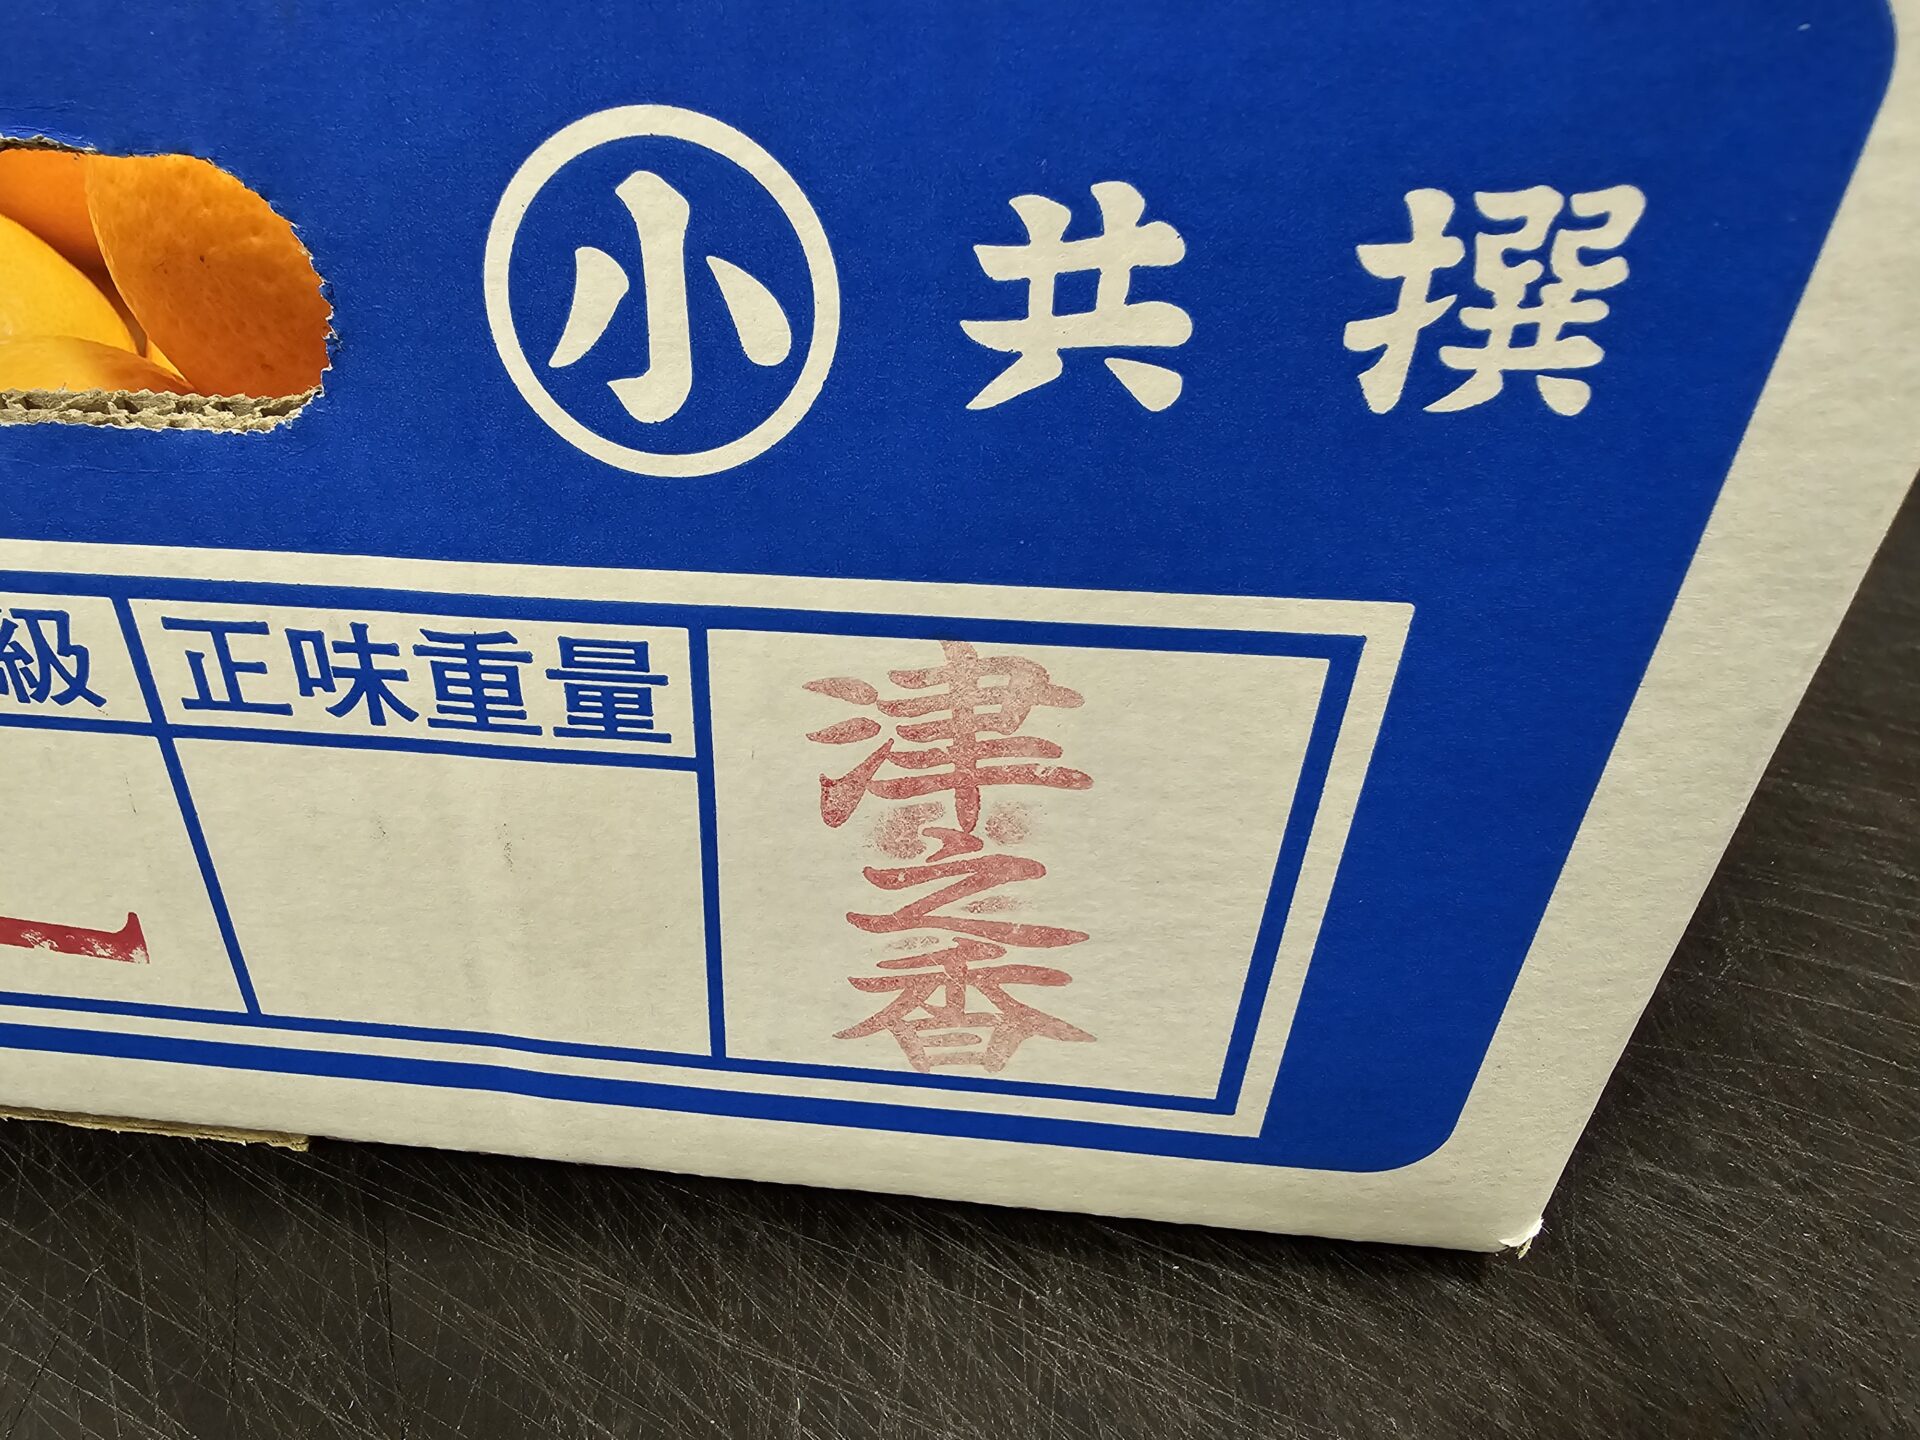 小 共撰
級 正味重量
津之香